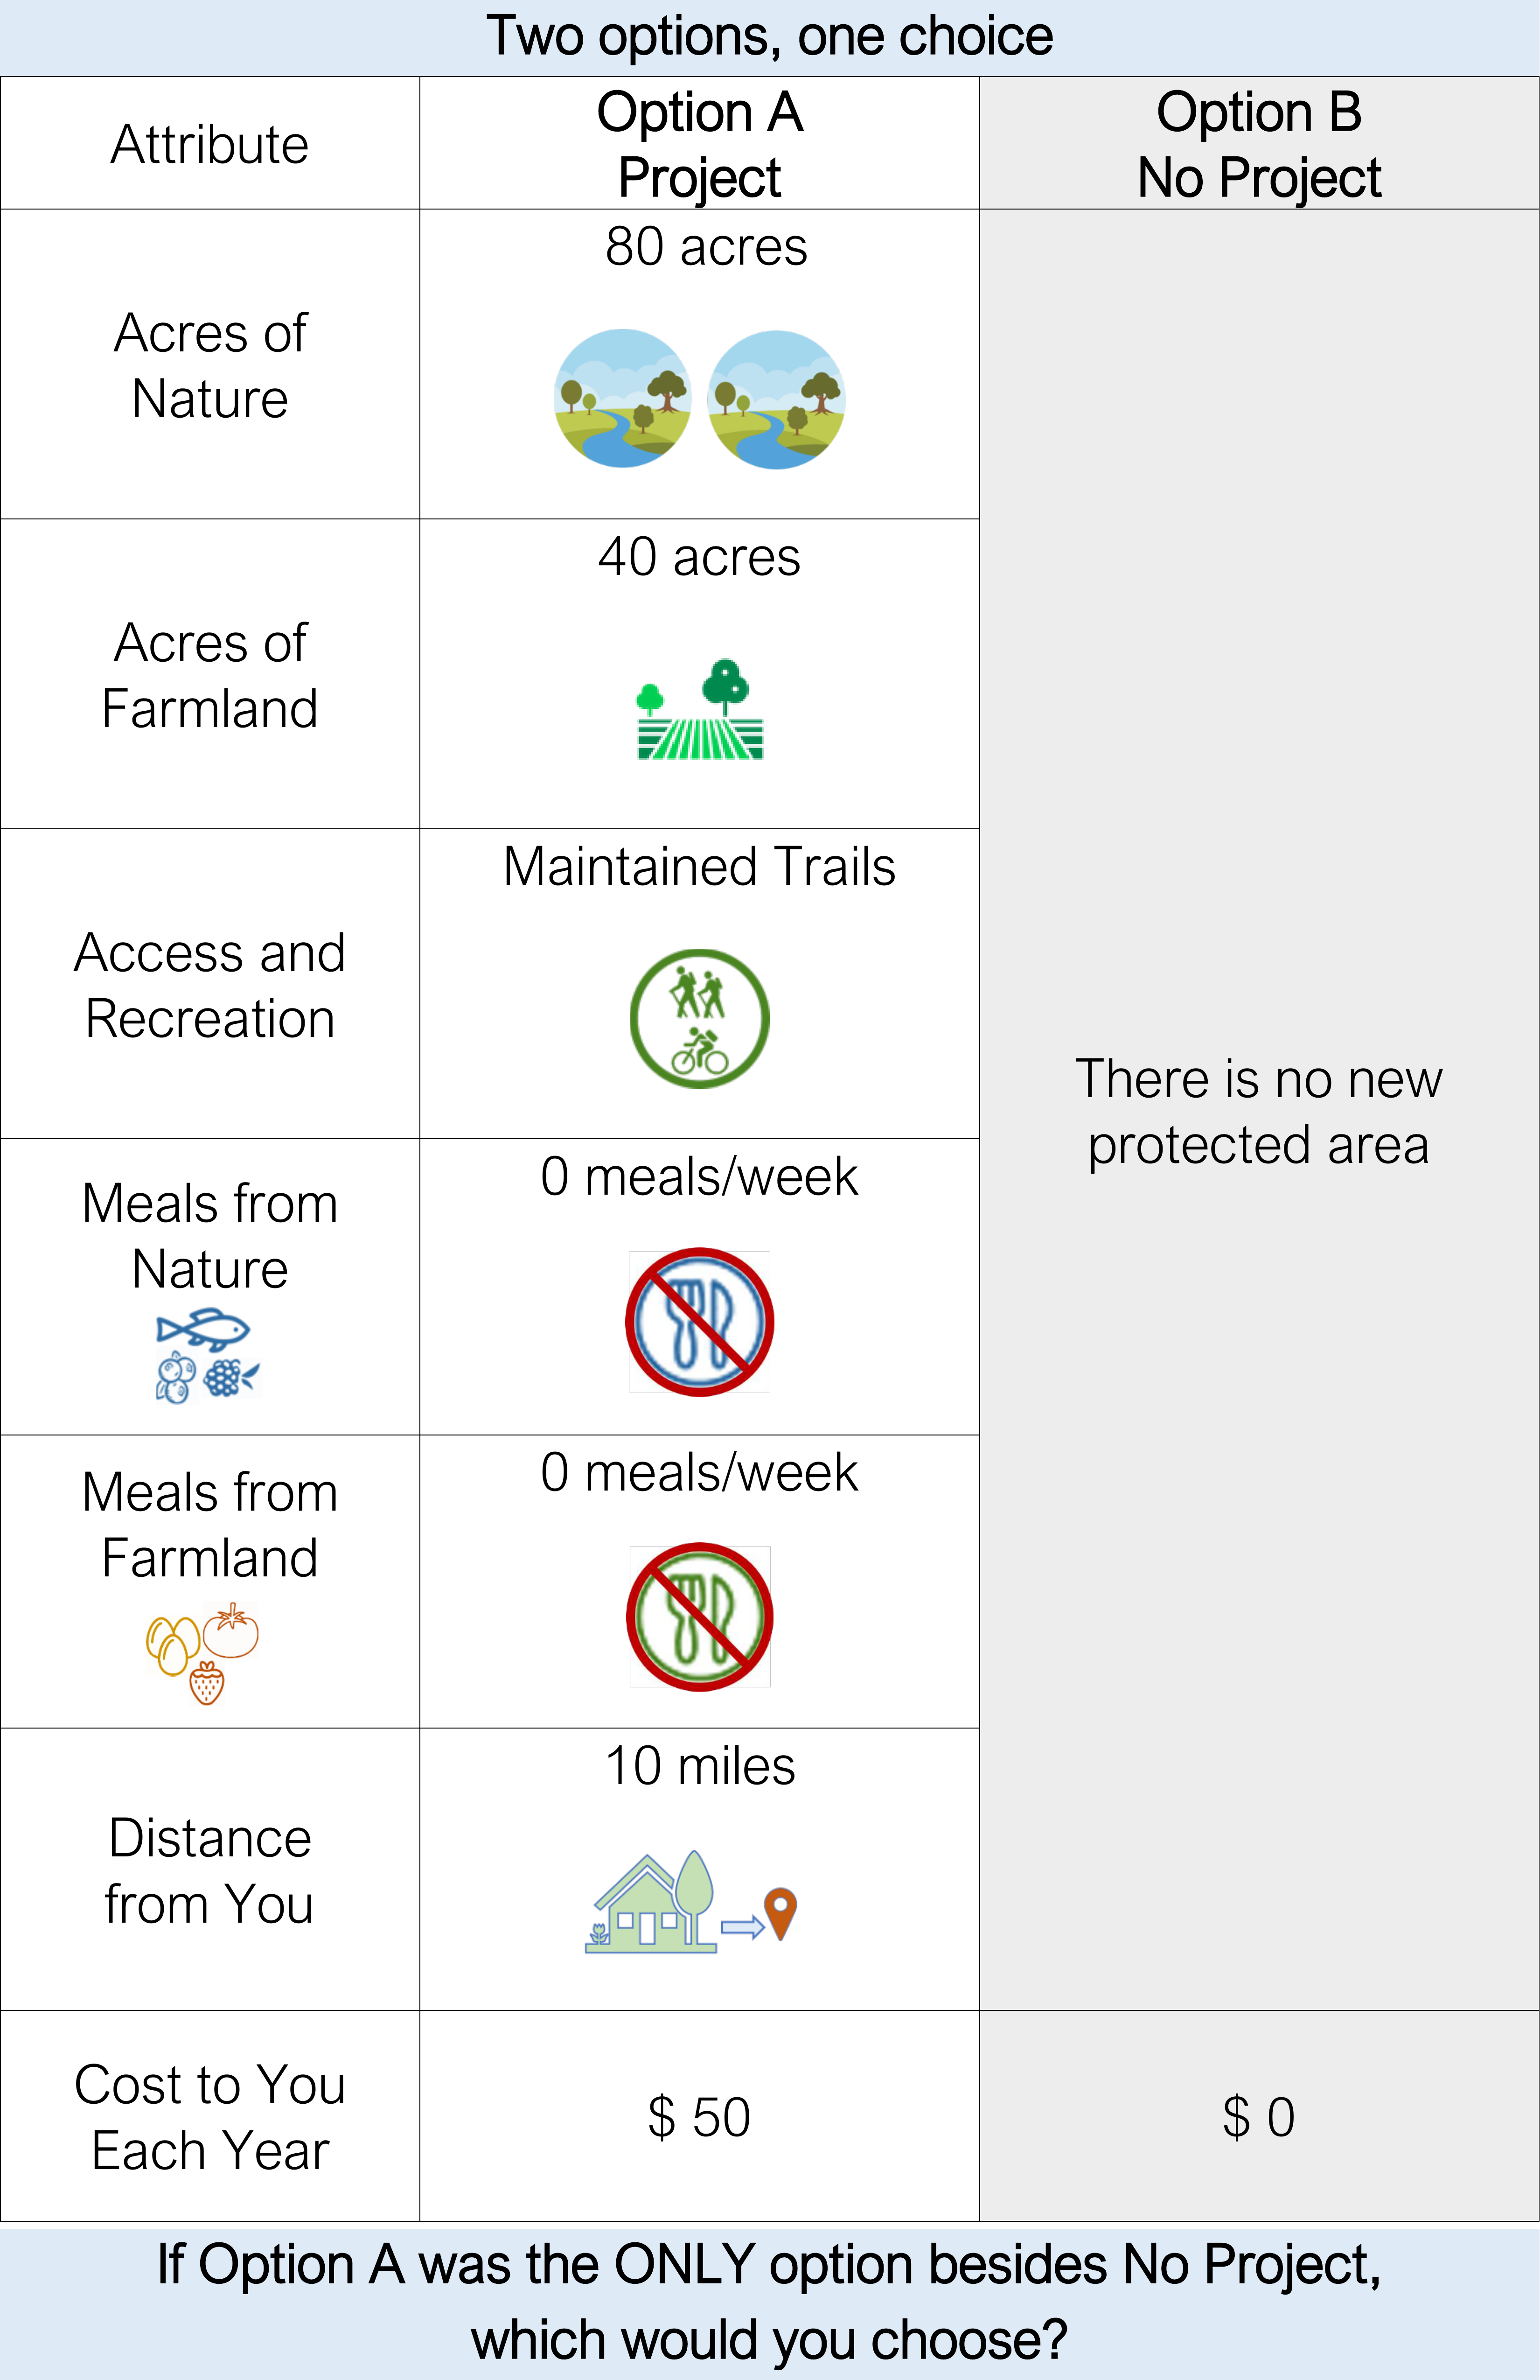 Two options, one choice
Attribute
Option A
Project
Option B
No Project
Acres of
Nature
80 acres
Acres of
Farmland
40 acres
Access and
Recreation
Maintained Trails
There is no new
protected area
Meals from
Nature
0 meals/week
Meals from
Farmland
0 meals/week
Distance
from You
10 miles
Cost to You
Each Year
$ 50
$ 0
If Option A was the ONLY option besides No Project,
which would you choose?